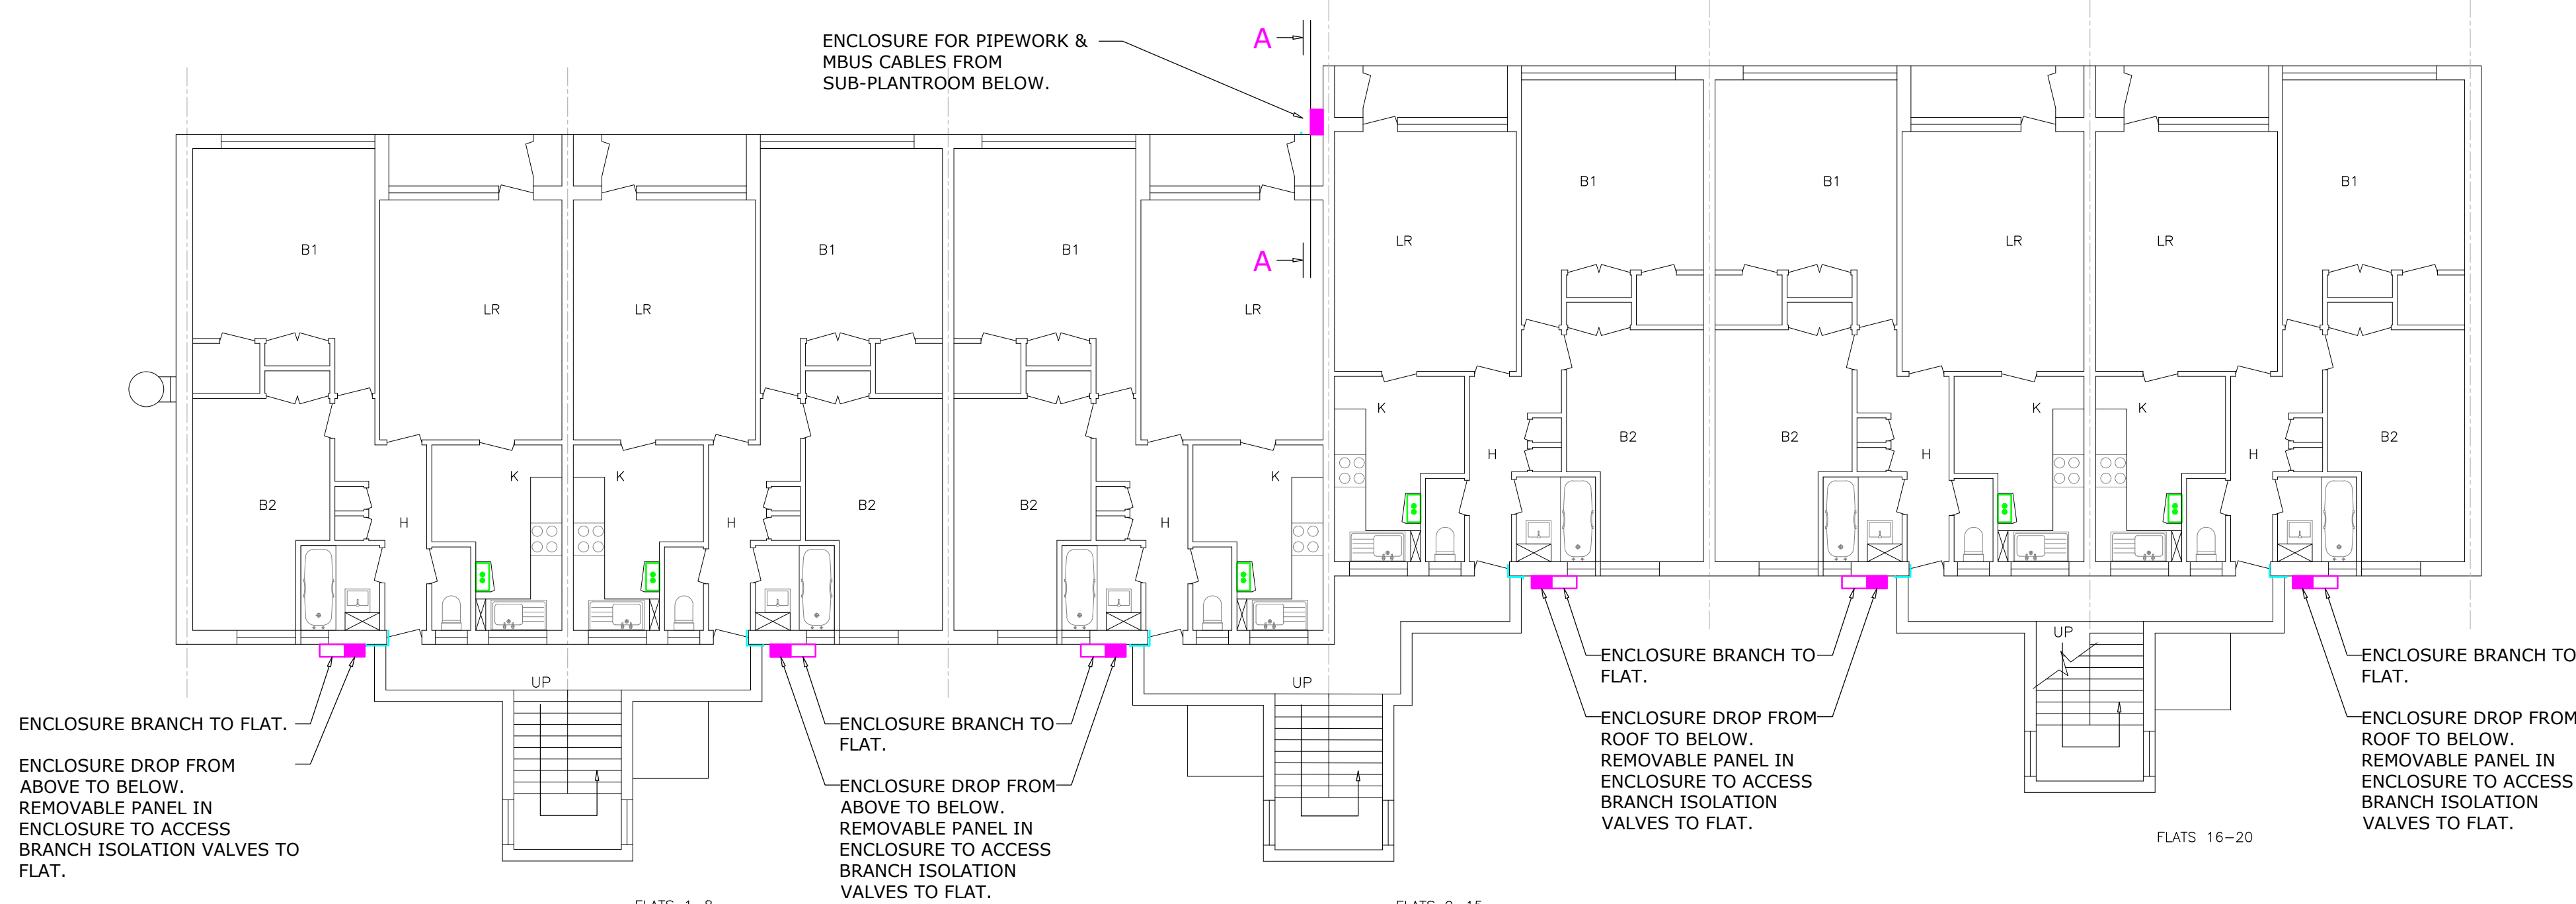 ENCLOSURE FOR PIPEWORK &
MBUS CABLES FROM
SUB-PLANTROOM BELOW.
A
A
B1
LR
LR
B1
B1
LR
LR
B1
B1
LR
LR
B1
B2
H
K
K
H
B2
B2
H
K
K
H
B2
B2
H
K
K
H
B2
UP
UP
UP
ENCLOSURE BRANCH TO FLAT.
ENCLOSURE DROP FROM
ABOVE TO BELOW.
REMOVABLE PANEL IN
ENCLOSURE TO ACCESS
BRANCH ISOLATION VALVES TO
FLAT.
ENCLOSURE BRANCH TO
FLAT.
ENCLOSURE DROP FROM
ABOVE TO BELOW.
REMOVABLE PANEL IN
ENCLOSURE TO ACCESS
BRANCH ISOLATION
VALVES TO FLAT.
ENCLOSURE BRANCH TO
FLAT.
ENCLOSURE DROP FROM
ROOF TO BELOW.
REMOVABLE PANEL IN
ENCLOSURE TO ACCESS
BRANCH ISOLATION
VALVES TO FLAT.
ENCLOSURE BRANCH TO
FLAT.
ENCLOSURE DROP FROM
ROOF TO BELOW.
REMOVABLE PANEL IN
ENCLOSURE TO ACCESS
BRANCH ISOLATION
VALVES TO FLAT.
FLATS 16-20
FLATS 1-8
FLATS 9-15